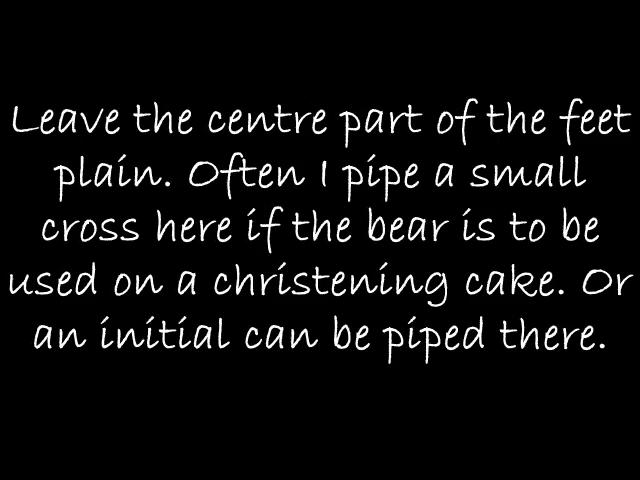 Leave the centre part of the feet
plain. Often I pipe a small
cross here if the bear is to be
used on a christening cake. Or
an initial can be piped there.